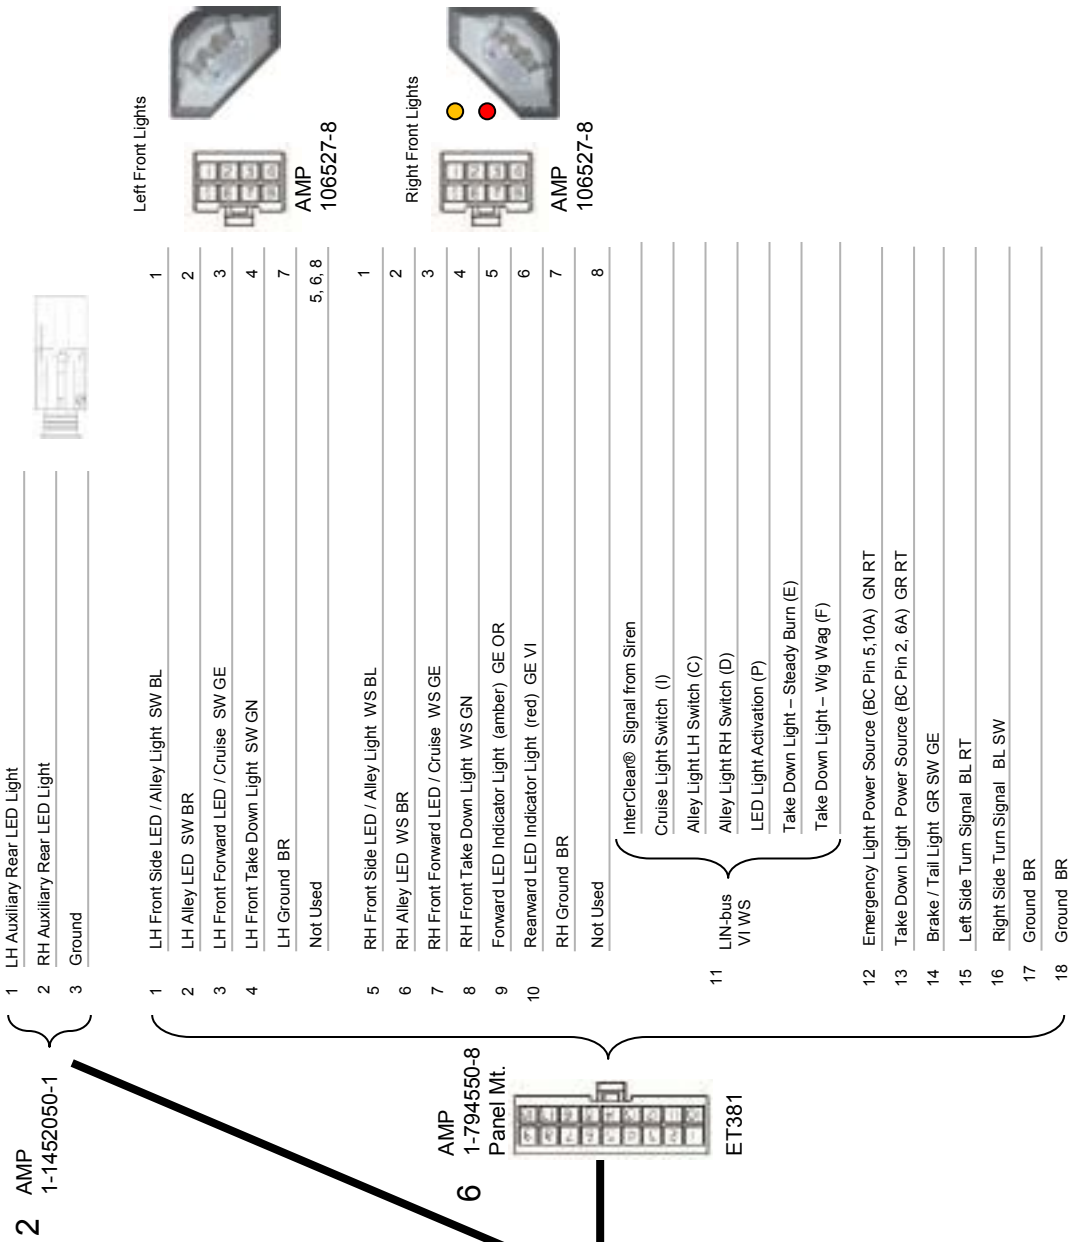 2
AMP
1-1452050-1
1 LH Auxiliary Rear LED Light
2 RH Auxiliary Rear LED Light
3 Ground
6
AMP
1-794550-8
Panel Mt.
ET381
1 LH Front Side LED / Alley Light SW BL 1
2 LH Alley LED SW BR 2
3 LH Front Forward LED / Cruise SW GE 3
4 LH Front Take Down Light SW GN 4
LH Ground BR 7
Not Used 5, 6, 8
Left Front Lights
AMP
106527-8
5 RH Front Side LED / Alley Light WS BL 1
6 RH Alley LED WS BR 2
7 RH Front Forward LED / Cruise WS GE 3
8 RH Front Take Down Light WS GN 4
9 Forward LED Indicator Light (amber) GE OR 5
10 Rearward LED Indicator Light (red) GE VI 6
RH Ground BR 7
Not Used 8
Right Front Lights
AMP
106527-8
11 LIN-bus
VI WS
InterClear® Signal from Siren
Cruise Light Switch (I)
Alley Light LH Switch (C)
Alley Light RH Switch (D)
LED Light Activation (P)
Take Down Light – Steady Burn (E)
Take Down Light – Wig Wag (F)
12 Emergency Light Power Source (BC Pin 5,10A) GN RT
13 Take Down Light Power Source (BC Pin 2, 6A) GR RT
14 Brake / Tail Light GR SW GE
15 Left Side Turn Signal BL RT
16 Right Side Turn Signal BL SW
17 Ground BR
18 Ground BR